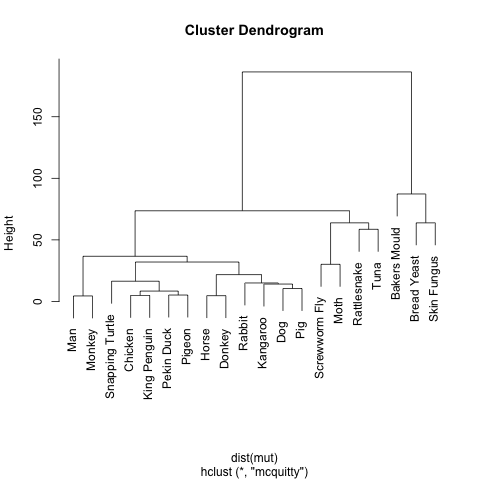 Cluster Dendrogram
Height
150
100
50
0
Man
Monkey
Snapping Turtle
Chicken
King Penguin
Pekin Duck
Pigeon
Horse
Donkey
Rabbit
Kangaroo
Dog
Pig
Screwworm Fly
Moth
Rattlesnake
Tuna
Bakers Mould
Bread Yeast
Skin Fungus
dist(mut)
hclust (*, "mcquitty")